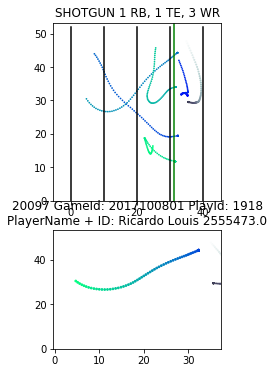 SHOTGUN 1 RB, 1 TE, 3 WR
50
40
30
20
10
0
0 20 40
20097 GameId: 2017100801 PlayId: 1918
PlayerName + ID: Ricardo Louis 2555473.0
40
20
0
0 10 20 30